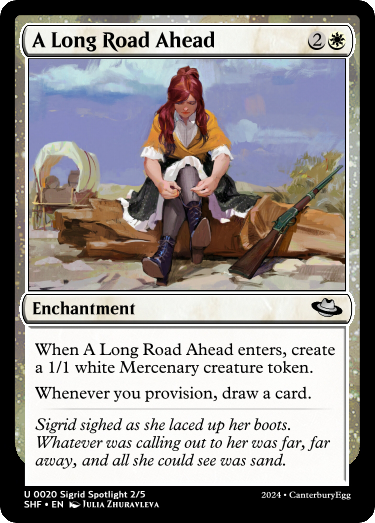 A Long Road Ahead 2
Enchantment
When A Long Road Ahead enters, create
a 1/1 white Mercenary creature token.
Whenever you provision, draw a card.
Sigrid sighed as she laced up her boots.
Whatever was calling out to her was far, far
away, and all she could see was sand.
U 0020 Sigrid Spotlight 2/5
2024 • CanterburyEgg
SHF • EN Julia Zhuravleva